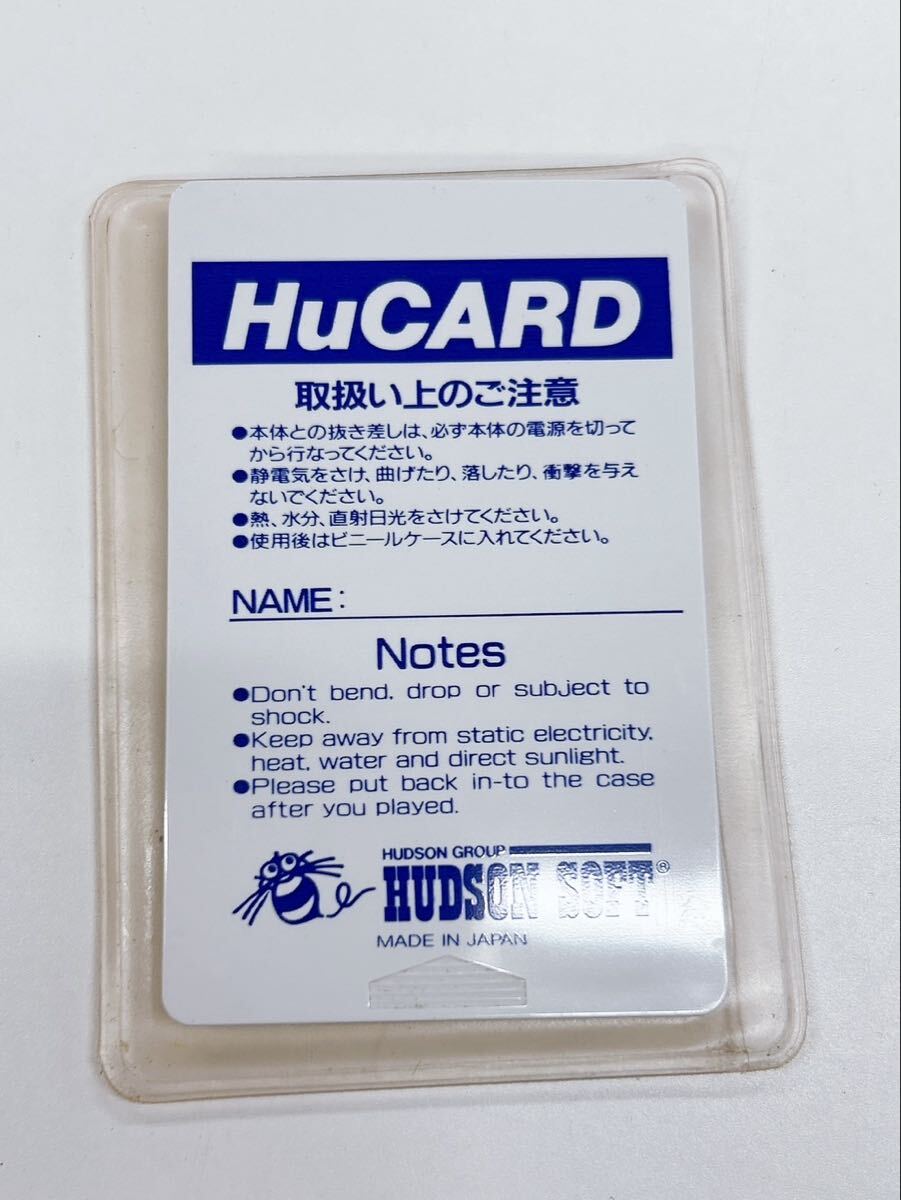 HuCARD
取扱い上のご注意
●本体との抜き差しは、必ず本体の電源を切って
から行なってください。
●静電気をさけ、曲げたり、落したり、衝撃を与え
ないでください。
●熱、水分、直射日光をさけてください。
●使用後はビニールケースに入れてください。
NAME:
Notes
●Don't bend, drop or subject to
shock.
●Keep away from static electricity,
heat, water and direct sunlight.
●Please put back in-to the case
after you played.
HUDSON GROUP
HUDSON SOFT®
MADE IN JAPAN